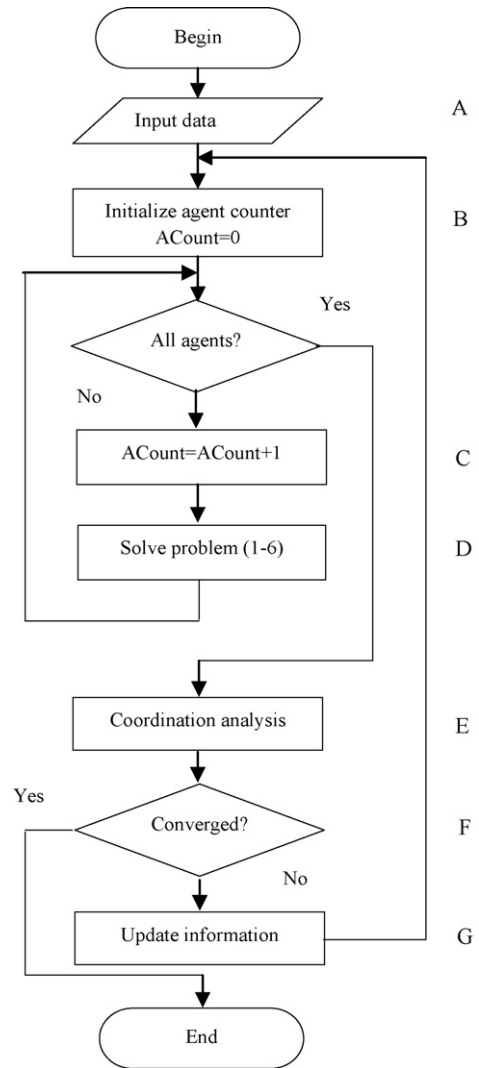 Begin
Input data
A
Initialize agent counter
ACount=0
B
Yes
All agents?
No
ACount=ACount+1
C
Solve problem (1-6)
D
Coordination analysis
E
Yes
Converged?
F
No
Update information
G
End